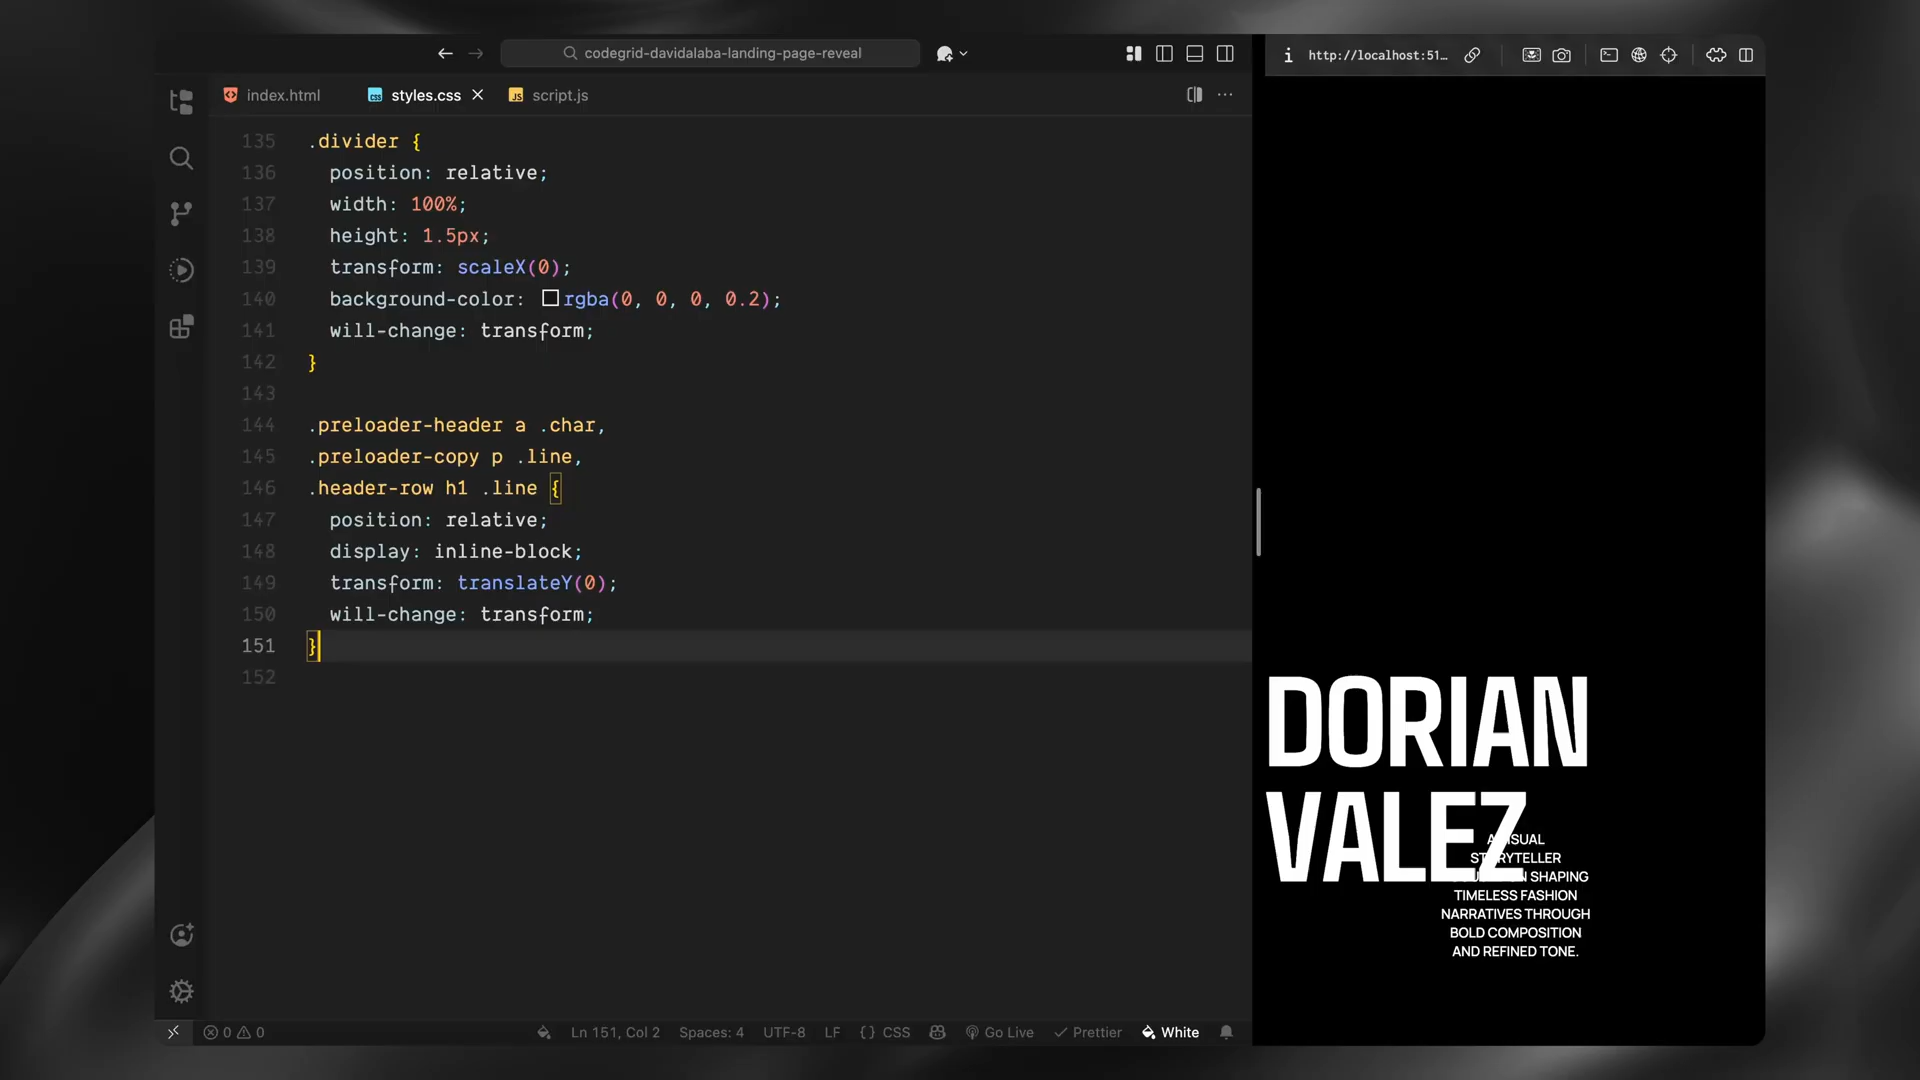 codegrid-davidalaba-landing-page-reveal
http://localhost:51…
index.html
styles.css
JS script.js
135 .divider {
136 position: relative;
137 width: 100%;
138 height: 1.5px;
139 transform: scaleX(0);
140 background-color: rgba(0, 0, 0, 0.2);
141 will-change: transform;
142 }
143
144 .preloader-header a .char,
145 .preloader-copy p .line,
146 .header-row h1 .line {
147 position: relative;
148 display: inline-block;
149 transform: translateY(0);
150 will-change: transform;
151 }
152
DORIAN
VALEZ
STORYTELLER
SHAPING
TIMELESS FASHION
NARRATIVES THROUGH
BOLD COMPOSITION
AND REFINED TONE.
0 0
Ln 151, Col 2
Spaces: 4
UTF-8
LF
{ } CSS
Go Live
Prettier
White